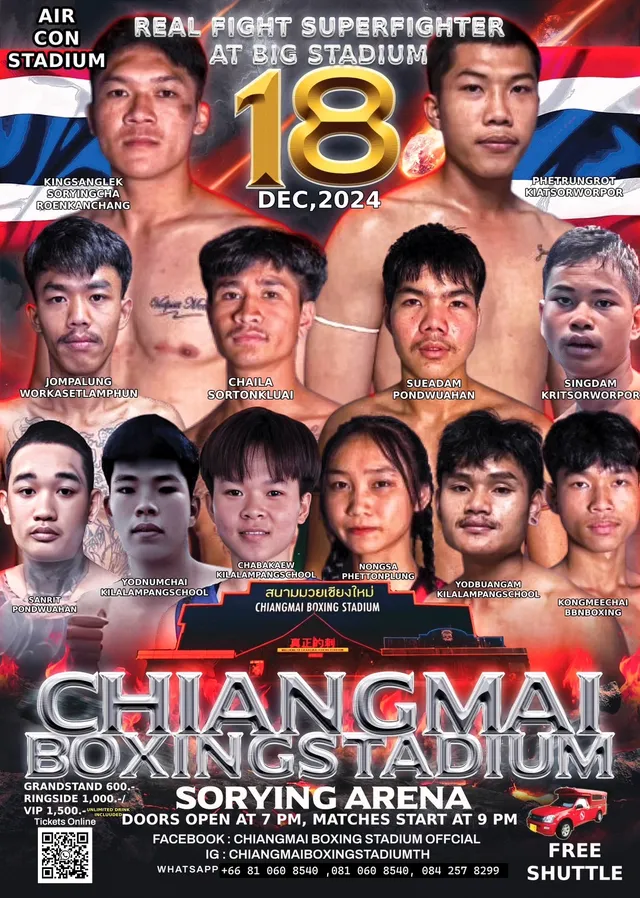 AIR
CON
STADIUM
REAL FIGHT SUPERFIGHTER
AT BIG STADIUM
18
DEC,2024
KINGSANGLEK
SORYINGCHA
ROENKANCHANG
PHETRUNGROT
KIATSORWORPOR
JOMPALUNG
WORKASETLAMPHUN
CHAILA
SORTONKLUAI
SUEADAM
PONDWUAHAN
SINGDAM
KRITSORWORPOR
SANRIT
PONDWUAHAN
YODNUMCHAI
KILALAMPANGSCHOOL
CHABAKAEW
KILALAMPANGSCHOOL
NONGSA
PHETTONPLUNG
YODBUANGAM
KILALAMPANGSCHOOL
KONGMEECHAI
BBNBOXING
สนามมวยเชียงใหม่
CHIANGMAI BOXING STADIUM
CHIANGMAI
BOXINGSTADIUM
GRANDSTAND 600.-
RINGSIDE 1,000.-/
VIP 1,500.- UNLIMITED DRINK
INCLUUDED
Tickets Online
SORYING ARENA
DOORS OPEN AT 7 PM, MATCHES START AT 9 PM
FACEBOOK : CHIANGMAI BOXING STADIUM OFFCIAL
IG : CHIANGMAIBOXINGSTADIUMTH
WHATSAPP +66 81 060 8540 ,081 060 8540, 084 257 8299
FREE
SHUTTLE